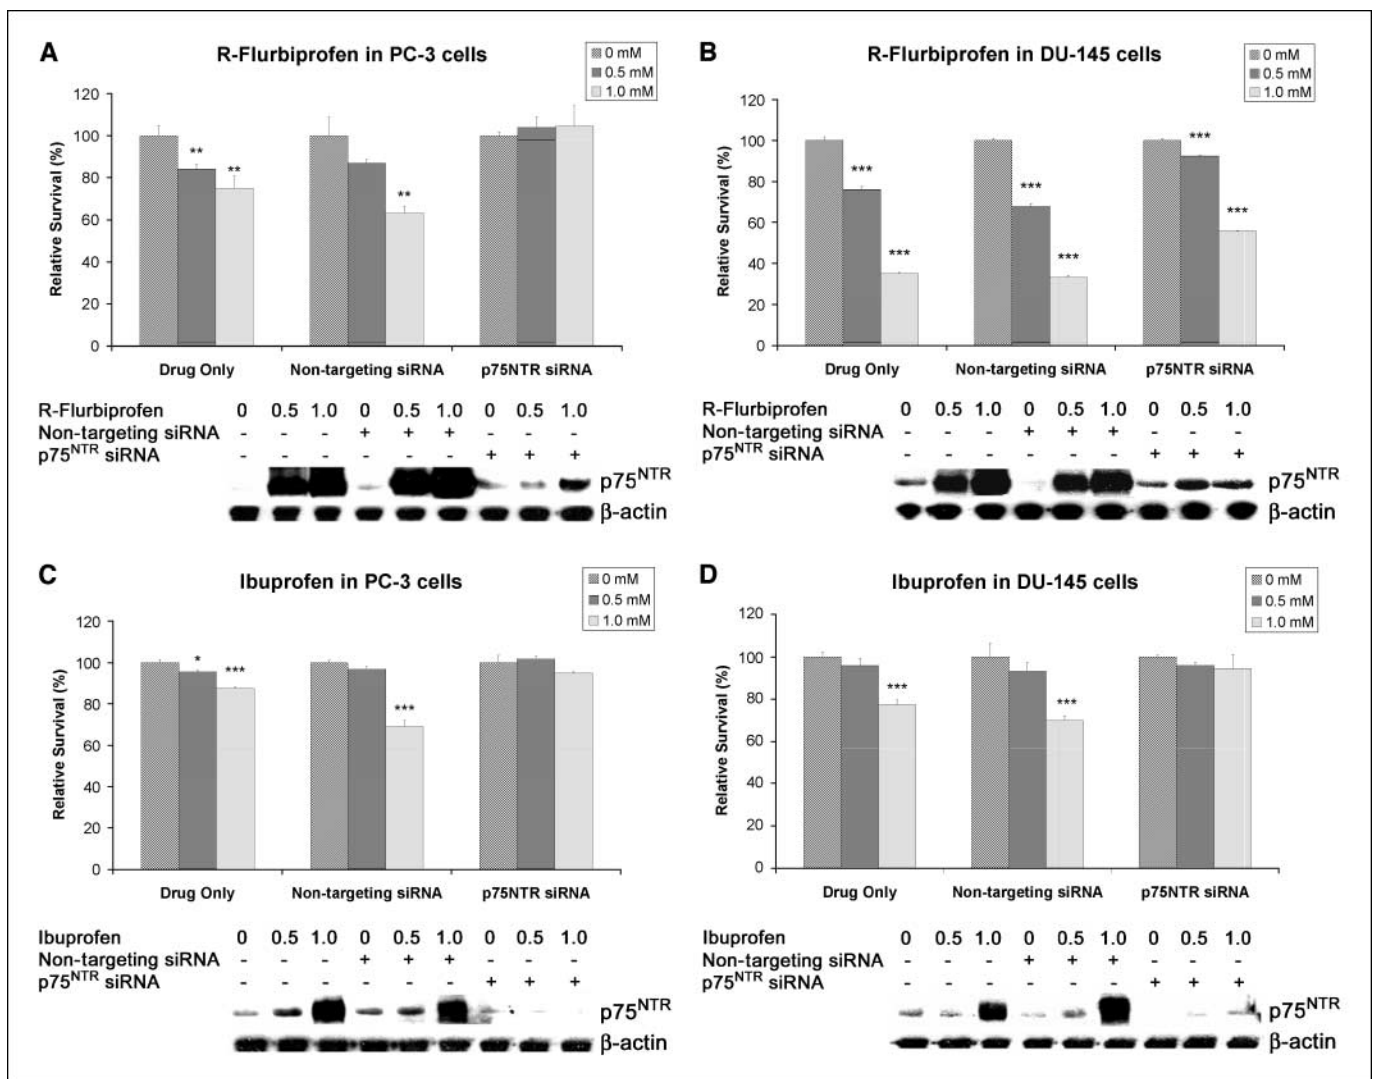 A
R-Flurbiprofen in PC-3 cells
0 mM
0.5 mM
1.0 mM
Relative Survival (%)
120
100
80
60
40
20
0
** ** **
Drug Only Non-targeting siRNA p75NTR siRNA
R-Flurbiprofen 0 0.5 1.0 0 0.5 1.0 0 0.5 1.0
Non-targeting siRNA - - - + + + - - -
p75NTR siRNA - - - - - - + + +
p75NTR
β-actin
B
R-Flurbiprofen in DU-145 cells
0 mM
0.5 mM
1.0 mM
Relative Survival (%)
120
100
80
60
40
20
0
*** *** *** *** *** ***
Drug Only Non-targeting siRNA p75NTR siRNA
R-Flurbiprofen 0 0.5 1.0 0 0.5 1.0 0 0.5 1.0
Non-targeting siRNA - - - + + + - - -
p75NTR siRNA - - - - - - + + +
p75NTR
β-actin
C
Ibuprofen in PC-3 cells
0 mM
0.5 mM
1.0 mM
Relative Survival (%)
120
100
80
60
40
20
0
* *** ***
Drug Only Non-targeting siRNA p75NTR siRNA
Ibuprofen 0 0.5 1.0 0 0.5 1.0 0 0.5 1.0
Non-targeting siRNA - - - + + + - - -
p75NTR siRNA - - - - - - + + +
p75NTR
β-actin
D
Ibuprofen in DU-145 cells
0 mM
0.5 mM
1.0 mM
Relative Survival (%)
120
100
80
60
40
20
0
*** ***
Drug Only Non-targeting siRNA p75NTR siRNA
Ibuprofen 0 0.5 1.0 0 0.5 1.0 0 0.5 1.0
Non-targeting siRNA - - - + + + - - -
p75NTR siRNA - - - - - - + + +
p75NTR
β-actin